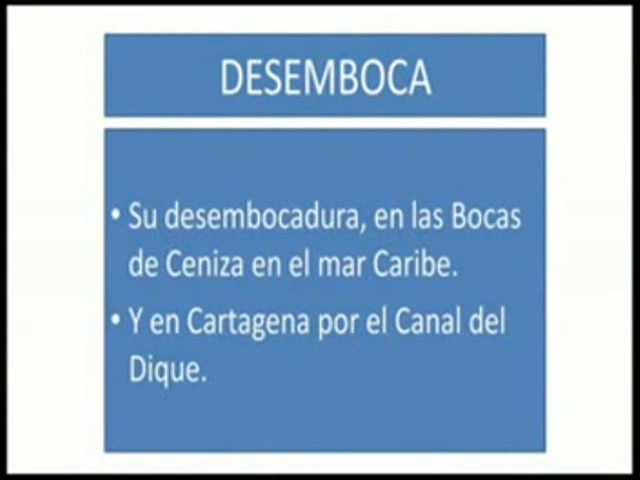 DESEMBOCA
• Su desembocadura, en las Bocas
de Ceniza en el mar Caribe.
• Y en Cartagena por el Canal del
Dique.